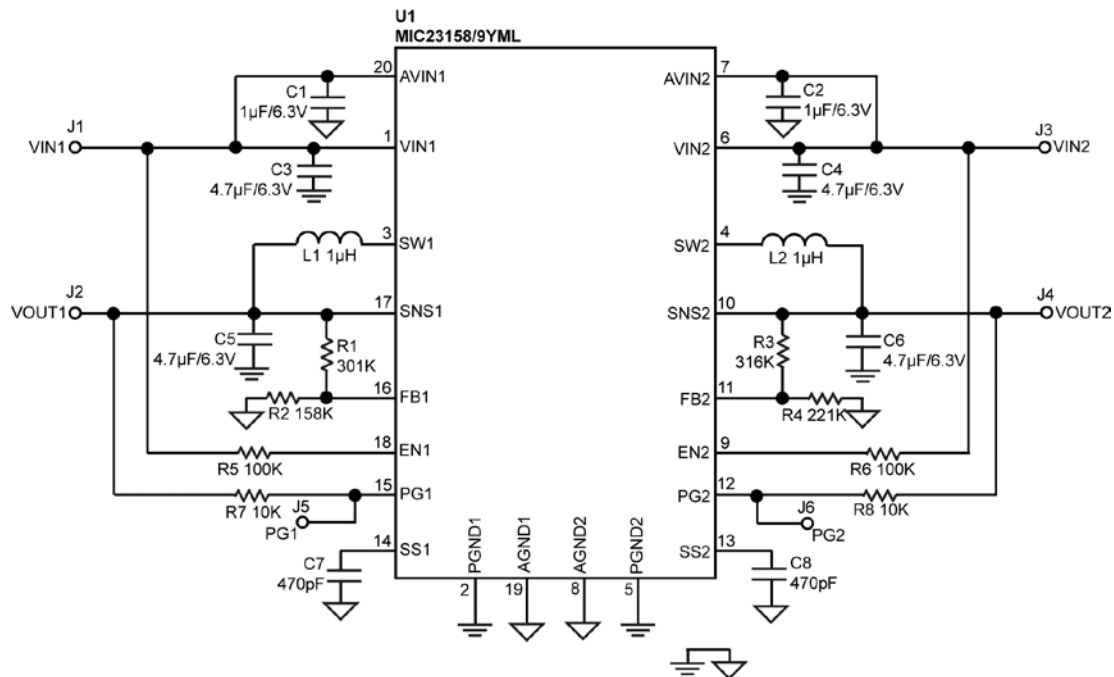 U1
MIC23158/9YML
20
AVIN1
C1
1µF/6.3V
J1
VIN1
1
VIN1
C3
4.7µF/6.3V
3
SW1
L1 1µH
J2
VOUT1
17
SNS1
C5
4.7µF/6.3V
R1
301K
16
FB1
R2 158K
18
EN1
R5 100K
15
PG1
R7 10K
J5
PG1
14
SS1
C7
470pF
PGND1
AGND1
AGND2
PGND2
2
19
8
5
7
AVIN2
C2
1µF/6.3V
6
VIN2
J3
VIN2
C4
4.7µF/6.3V
4
SW2
L2 1µH
10
SNS2
J4
VOUT2
R3
316K
C6
4.7µF/6.3V
11
FB2
R4 221K
9
EN2
R6 100K
12
PG2
R8 10K
J6
PG2
13
SS2
C8
470pF